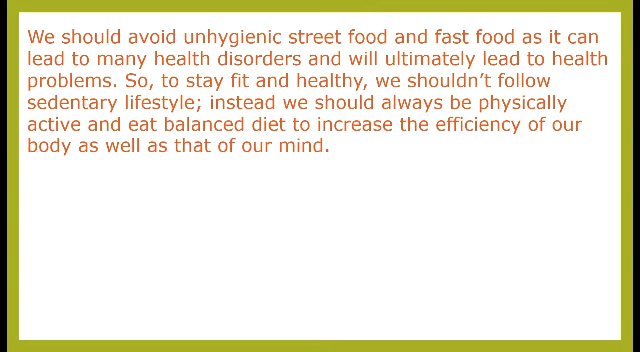 We should avoid unhygienic street food and fast food as it can
lead to many health disorders and will ultimately lead to health
problems. So, to stay fit and healthy, we shouldn’t follow
sedentary lifestyle; instead we should always be physically
active and eat balanced diet to increase the efficiency of our
body as well as that of our mind.